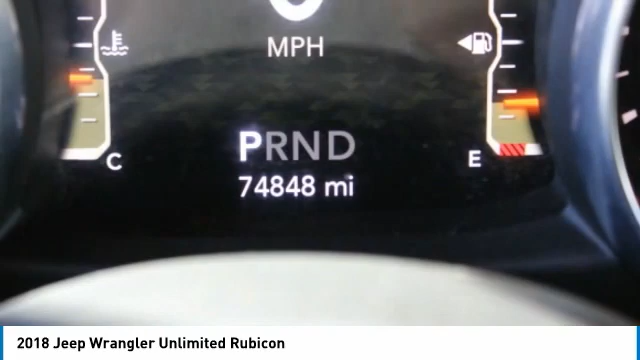 MPH
PRND
C
E
74848 mi
2018 Jeep Wrangler Unlimited Rubicon